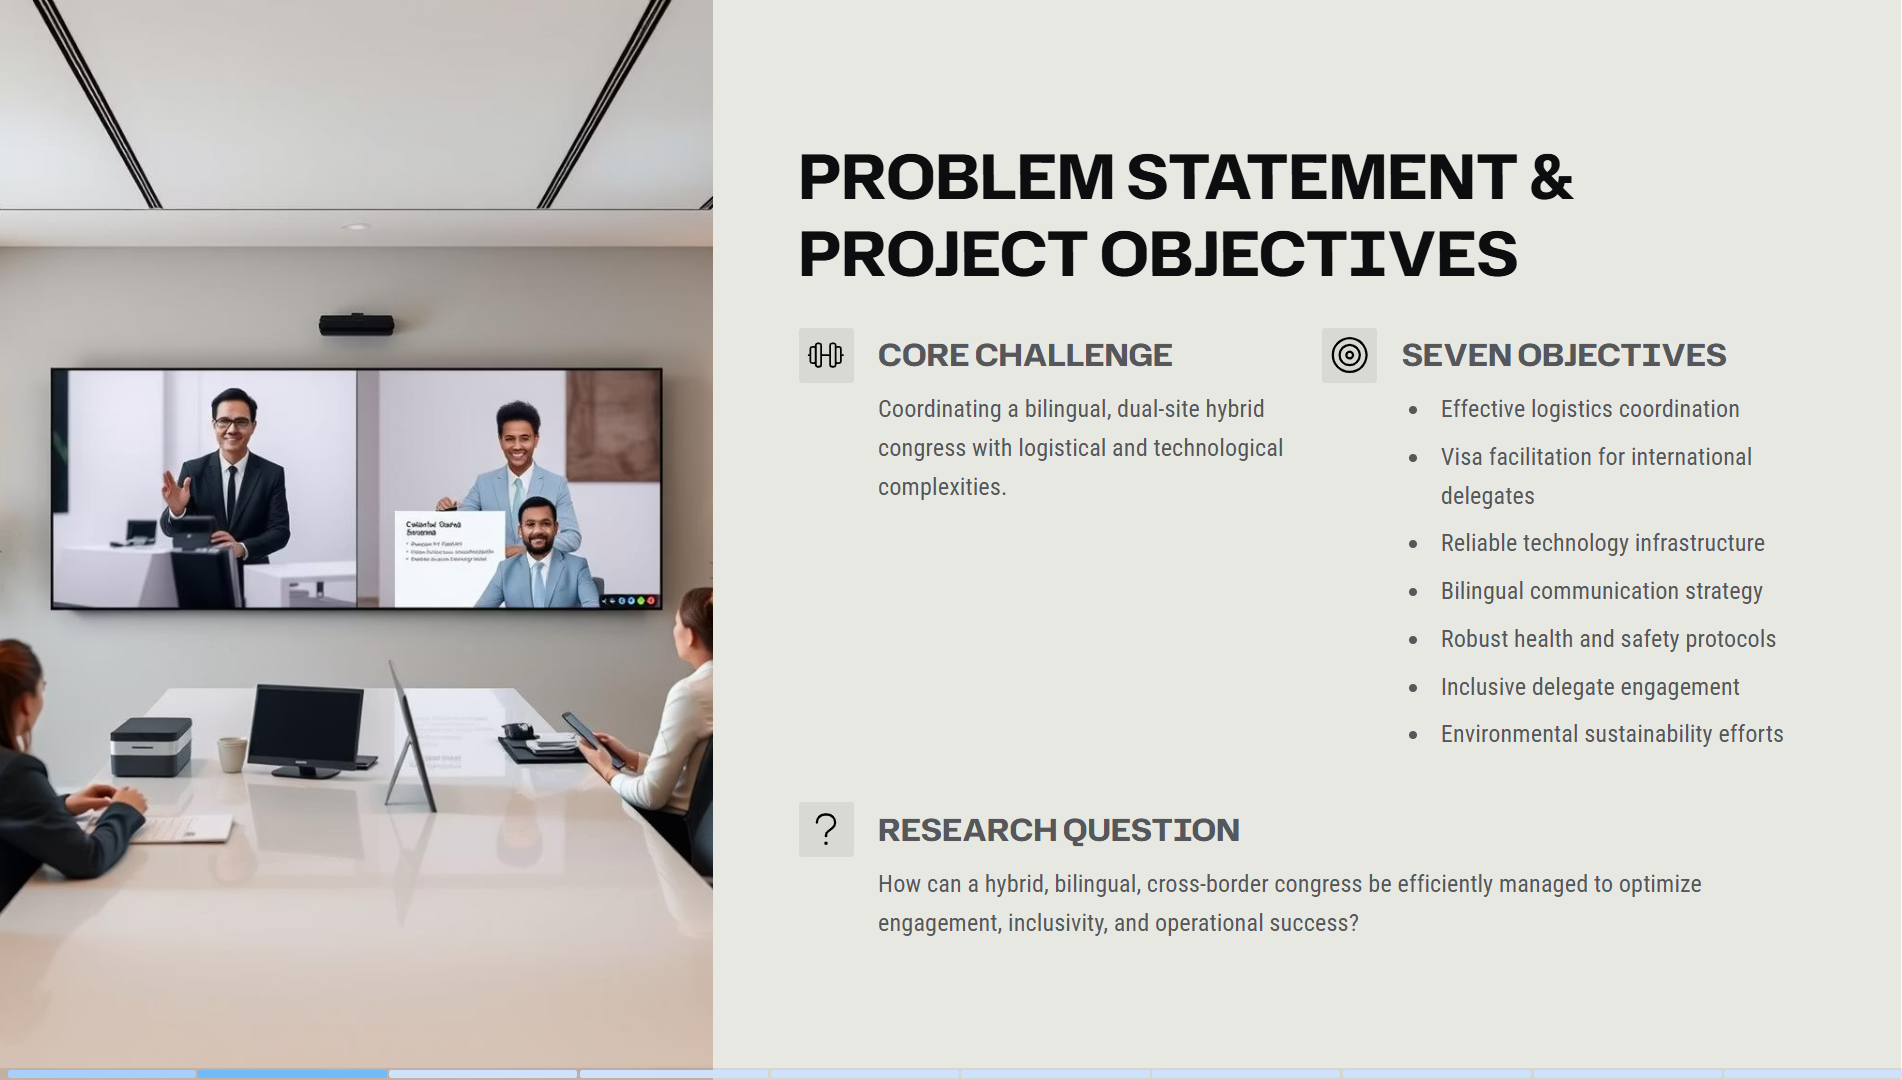 PROBLEM STATEMENT &
PROJECT OBJECTIVES
CORE CHALLENGE
Coordinating a bilingual, dual-site hybrid
congress with logistical and technological
complexities.
SEVEN OBJECTIVES
• Effective logistics coordination
• Visa facilitation for international
delegates
• Reliable technology infrastructure
• Bilingual communication strategy
• Robust health and safety protocols
• Inclusive delegate engagement
• Environmental sustainability efforts
RESEARCH QUESTION
How can a hybrid, bilingual, cross-border congress be efficiently managed to optimize
engagement, inclusivity, and operational success?